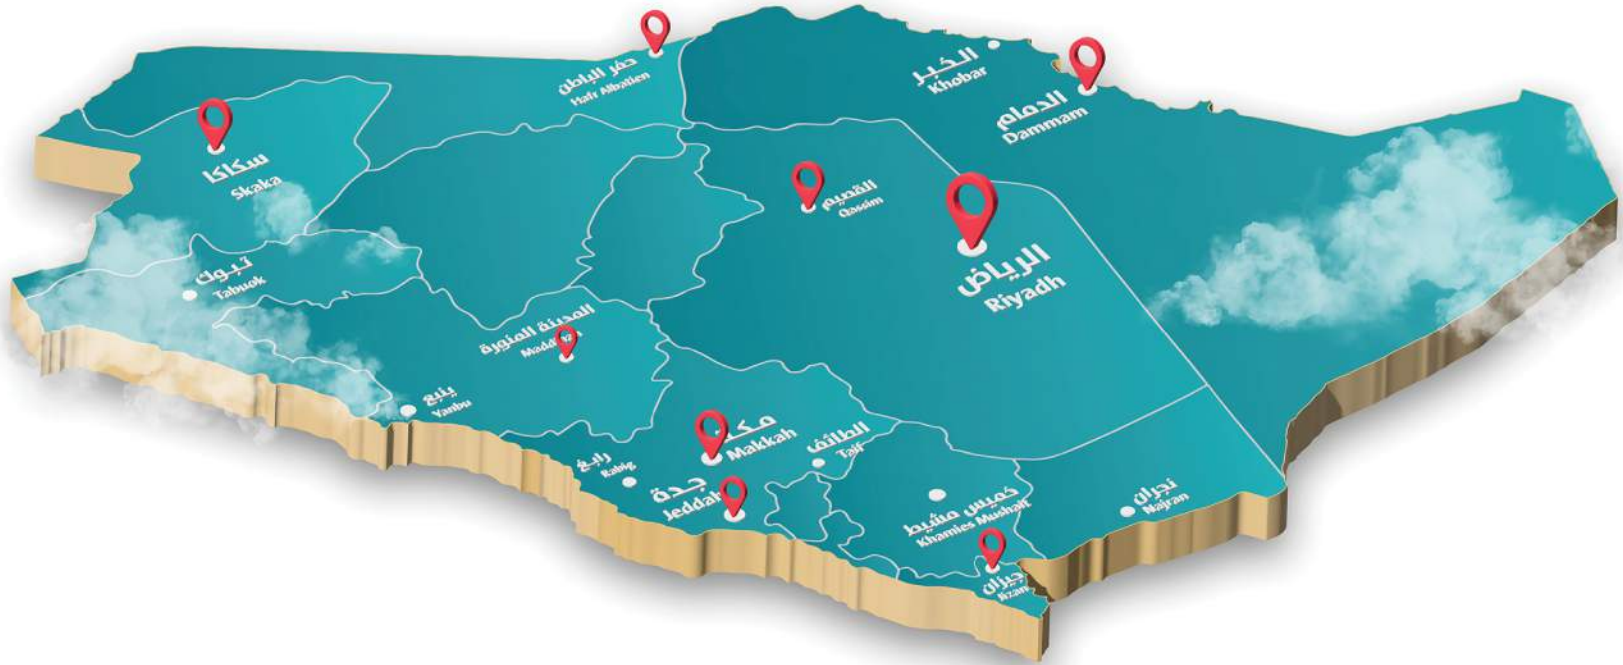 حفر الباطن
Hafr Albatien
الخبر
Khobar
الدمام
Dammam
سكاكا
Skaka
القصيم
Qassim
الرياض
Riyadh
تبوك
Tabuok
المدينة المنورة
ينبع
Yanbu
مكة
Makkah
الطائف
Taif
رابغ
Rabig
جدة
Jeddah
خميس مشيط
Khamies Mushait
نجران
Najran
جيزان
Jizan